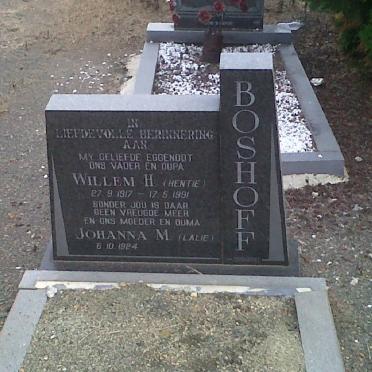 IN
LIEFDEVOLLE HERINNERING
AAN
MY GELIEFDE EGGENOOT
ONS VADER EN OUPA
WILLEM H. (HENTIE)
27.9.1917 - 17.5.1991
SONDER JOU IS DAAR
GEEN VREUGDE MEER
EN ONS MOEDER EN OUMA
JOHANNA M. (LALIE)
6.10.1924
BOSHOFF